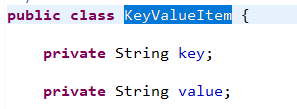 public class KeyValueItem {
private String key;
private String value;